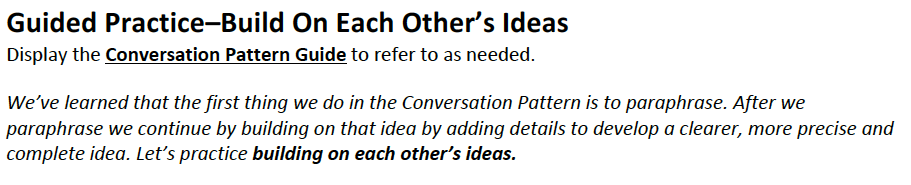 Guided Practice–Build On Each Other’s Ideas
Display the Conversation Pattern Guide to refer to as needed.
We’ve learned that the first thing we do in the Conversation Pattern is to paraphrase. After we
paraphrase we continue by building on that idea by adding details to develop a clearer, more precise and
complete idea. Let’s practice building on each other’s ideas.